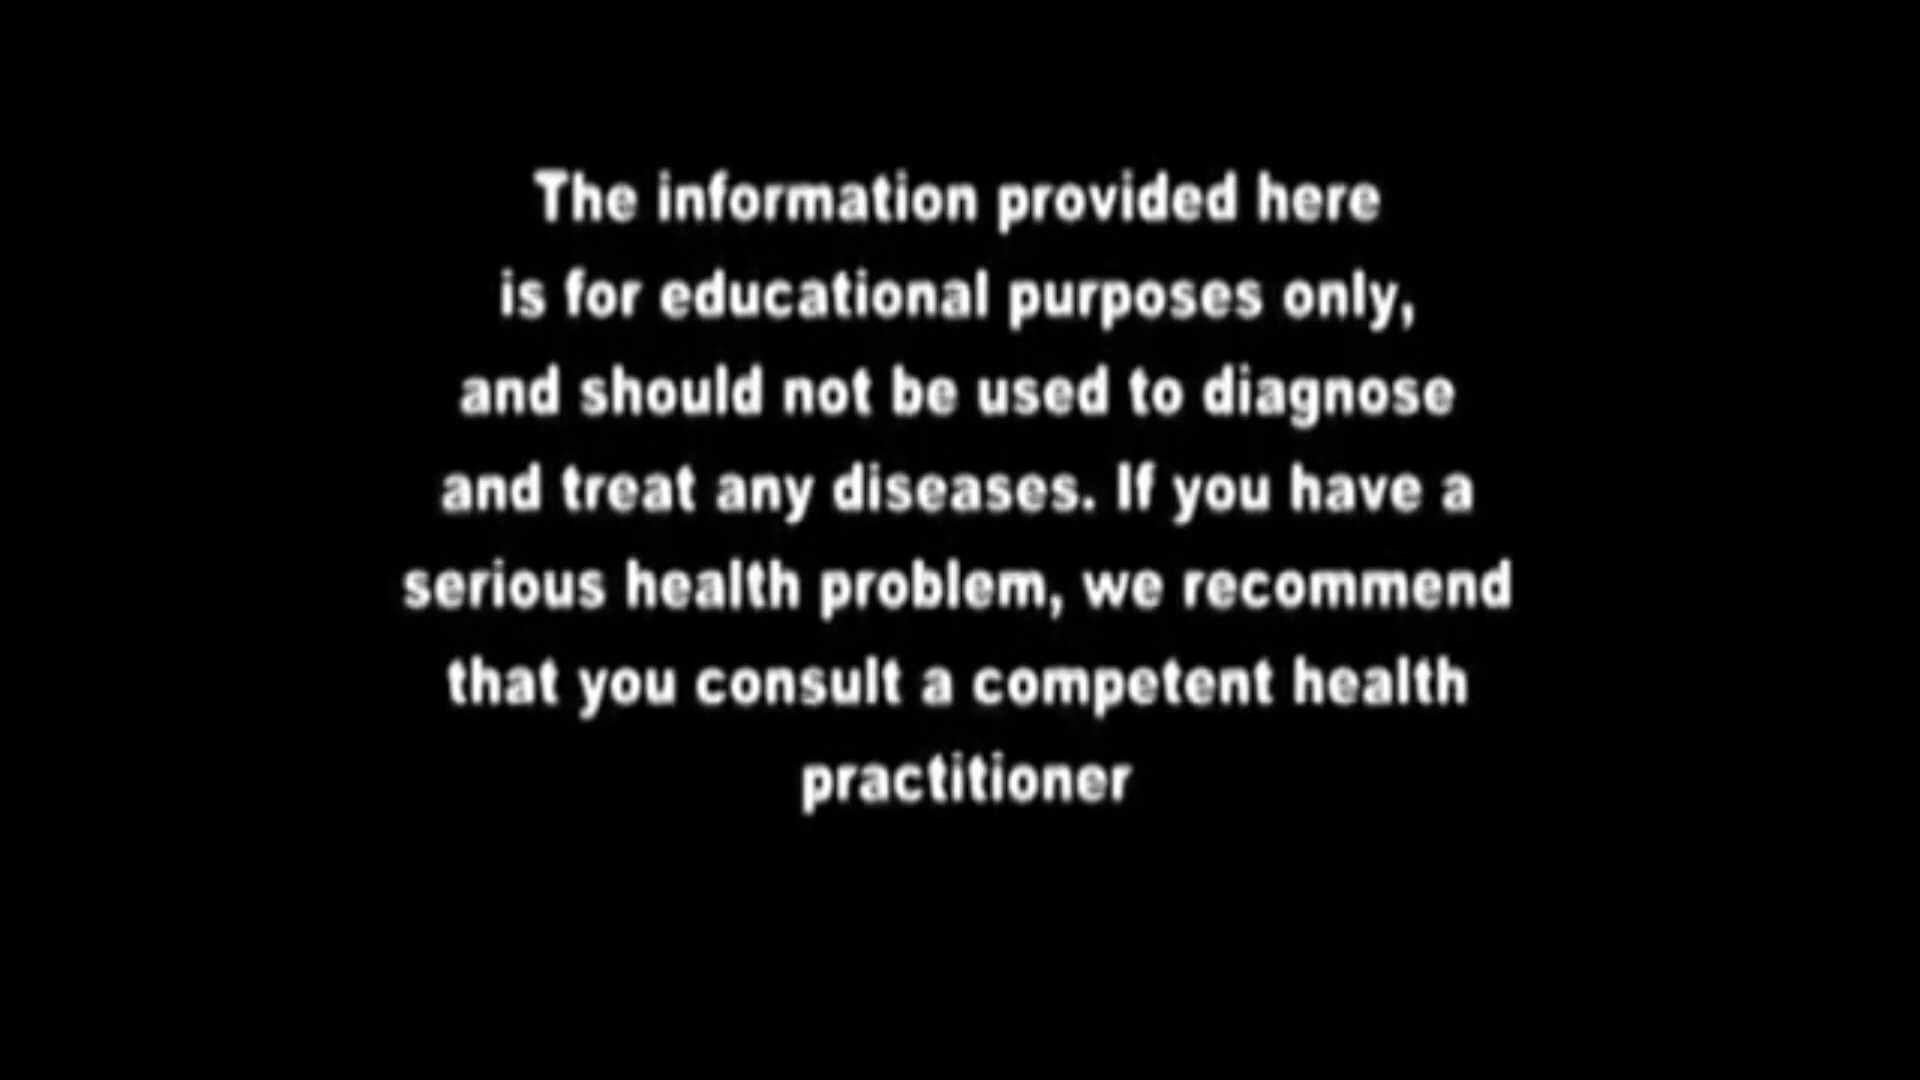 The information provided here
is for educational purposes only,
and should not be used to diagnose
and treat any diseases. If you have a
serious health problem, we recommend
that you consult a competent health
practitioner